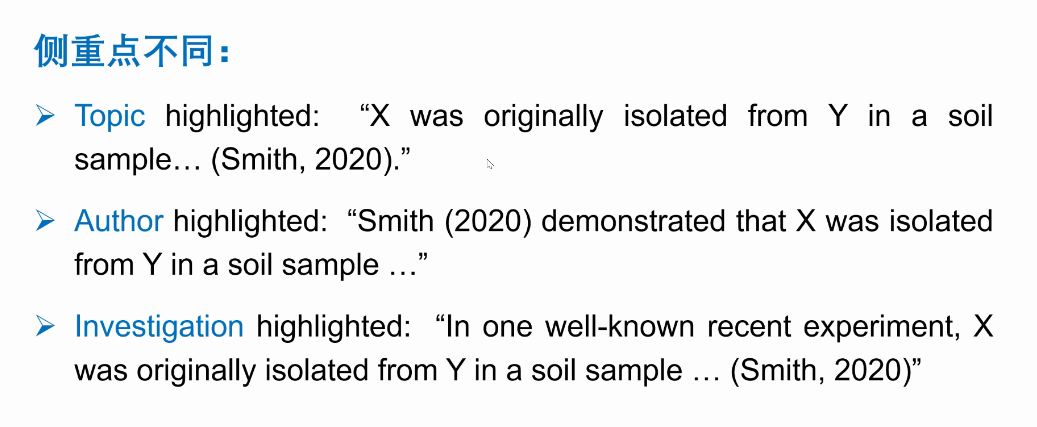 侧重点不同：
➢ Topic highlighted: “X was originally isolated from Y in a soil
sample… (Smith, 2020).”
➢ Author highlighted: “Smith (2020) demonstrated that X was isolated
from Y in a soil sample …”
➢ Investigation highlighted: “In one well-known recent experiment, X
was originally isolated from Y in a soil sample … (Smith, 2020)”